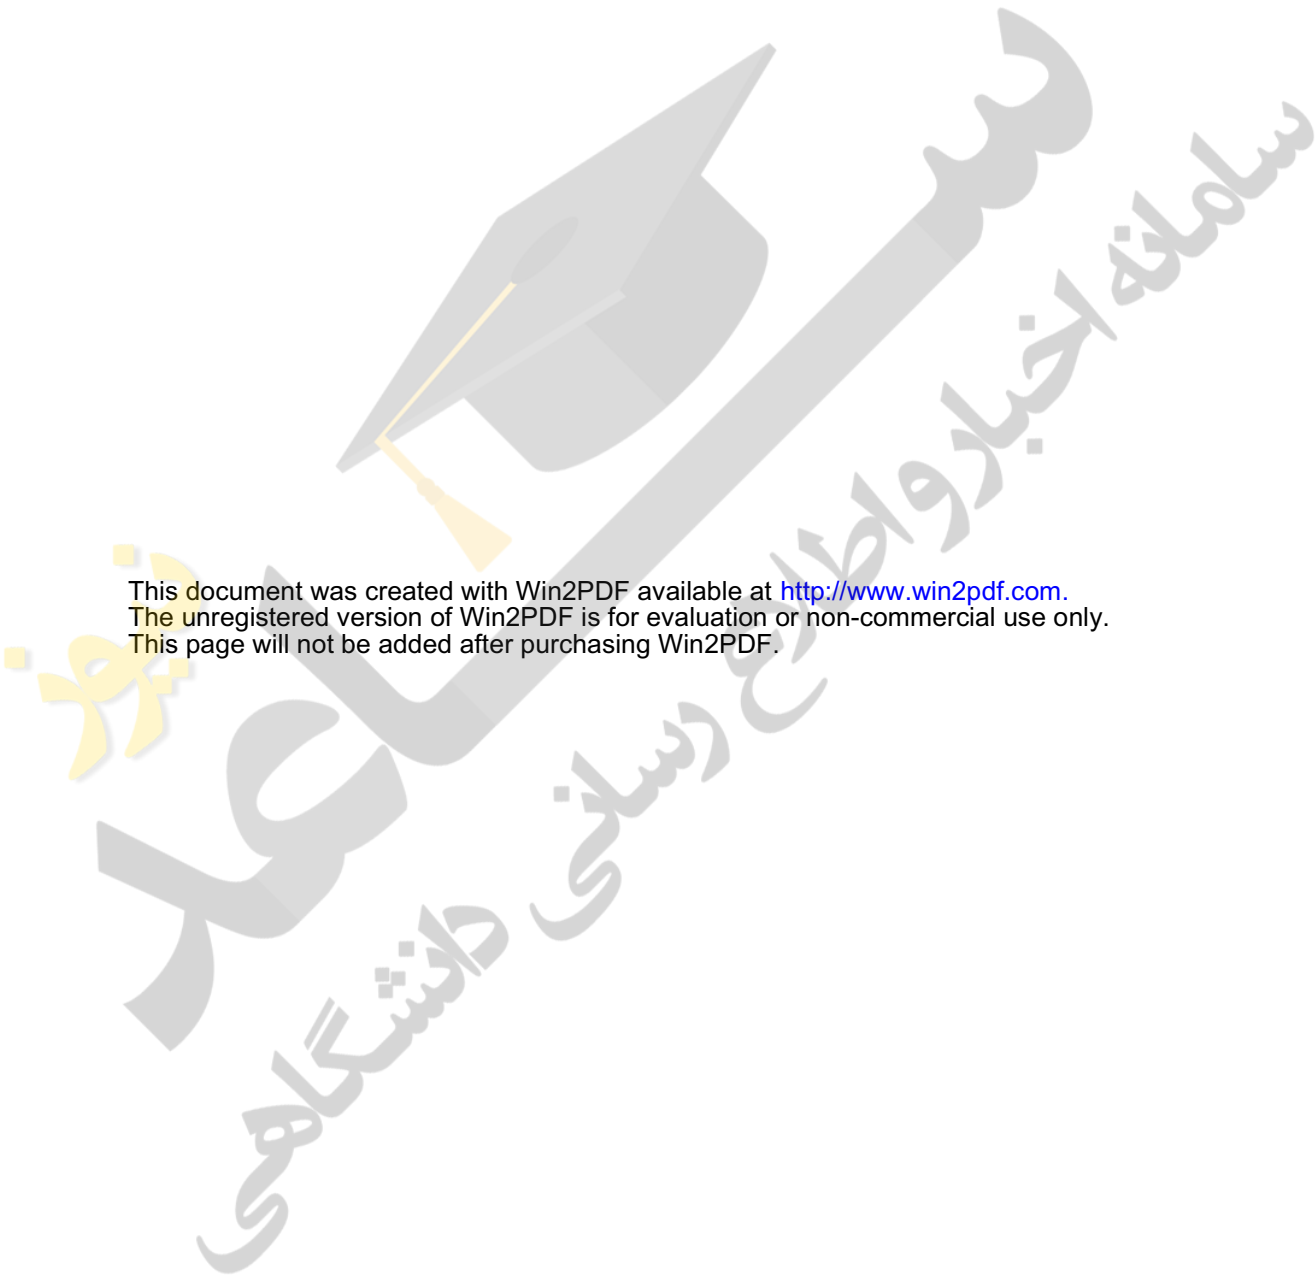 This document was created with Win2PDF available at http://www.win2pdf.com.
The unregistered version of Win2PDF is for evaluation or non-commercial use only.
This page will not be added after purchasing Win2PDF.
ساعد
نیوز
سامانه اخبار و اطلاع رسانی دانشگاهی